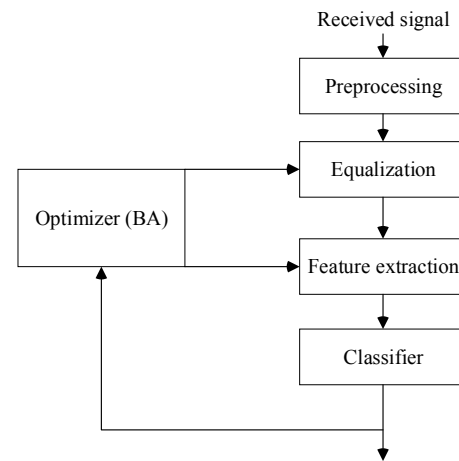 Received signal
Preprocessing
Equalization
Optimizer (BA)
Feature extraction
Classifier